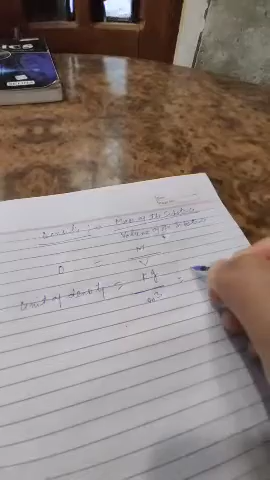 Density = Mass of the Substance
Volume of the Substance
D = M
V
Unit of density = kg
m³ =